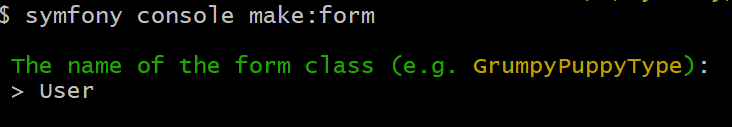 $ symfony console make:form
The name of the form class (e.g. GrumpyPuppyType):
> User